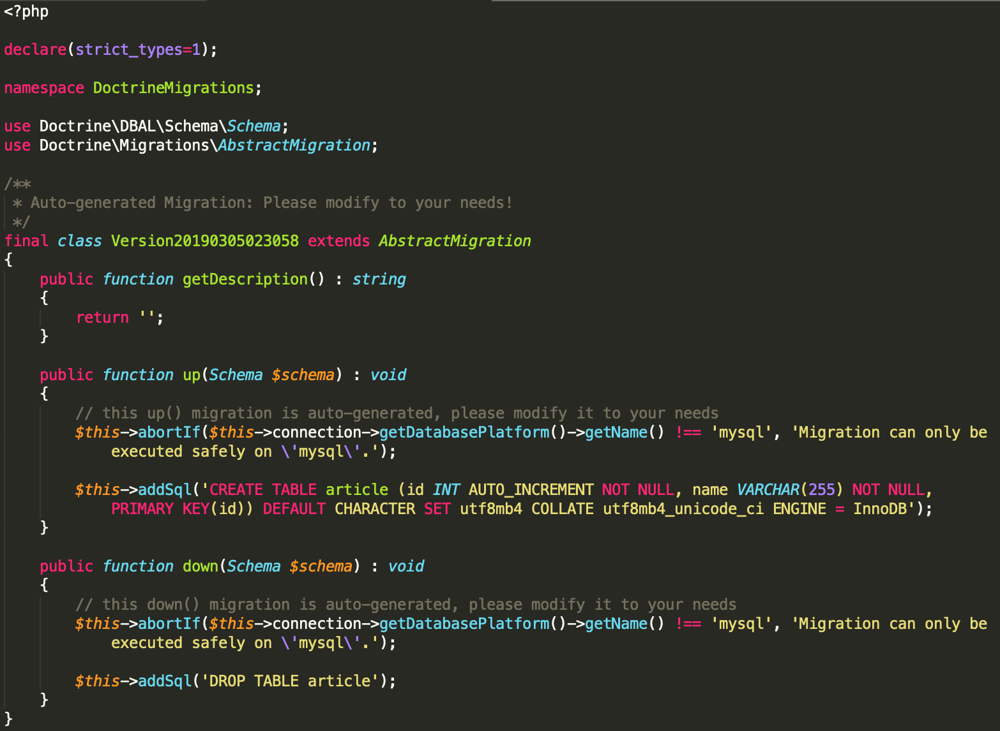 <?php

declare(strict_types=1);

namespace DoctrineMigrations;

use Doctrine\DBAL\Schema\Schema;
use Doctrine\Migrations\AbstractMigration;

/**
 * Auto-generated Migration: Please modify to your needs!
 */
final class Version20190305023058 extends AbstractMigration
{
    public function getDescription() : string
    {
        return '';
    }

    public function up(Schema $schema) : void
    {
        // this up() migration is auto-generated, please modify it to your needs
        $this->abortIf($this->connection->getDatabasePlatform()->getName() !== 'mysql', 'Migration can only be
            executed safely on \'mysql\'.');

        $this->addSql('CREATE TABLE article (id INT AUTO_INCREMENT NOT NULL, name VARCHAR(255) NOT NULL,
            PRIMARY KEY(id)) DEFAULT CHARACTER SET utf8mb4 COLLATE utf8mb4_unicode_ci ENGINE = InnoDB');
    }

    public function down(Schema $schema) : void
    {
        // this down() migration is auto-generated, please modify it to your needs
        $this->abortIf($this->connection->getDatabasePlatform()->getName() !== 'mysql', 'Migration can only be
            executed safely on \'mysql\'.');

        $this->addSql('DROP TABLE article');
    }
}